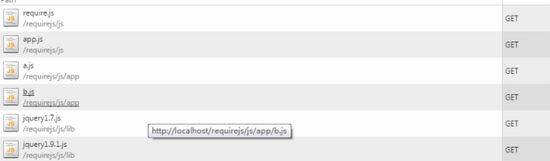 require.js
/requirejs/js
GET
app.js
/requirejs/js
GET
a.js
/requirejs/js/app
GET
b.js
/requirejs/js/app
GET
jquery1.7.js
/requirejs/js/lib
GET
http://localhost/requirejs/js/app/b.js
jquery1.9.1.js
/requirejs/js/lib
GET